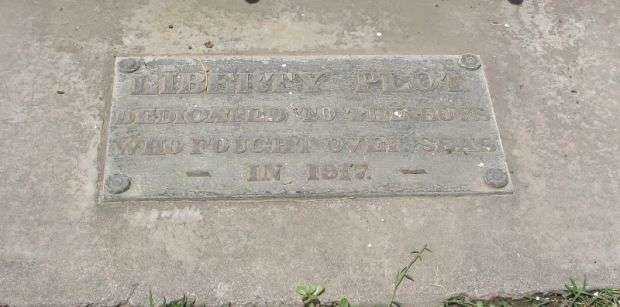 LIBERTY PLOT
DEDICATED TO THE BOYS
WHO FOUGHT OVER SEAS
— IN 1917. —